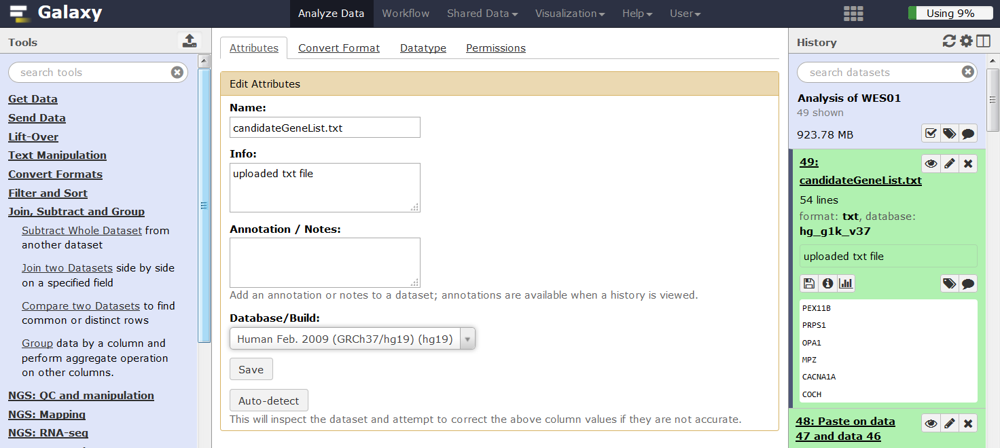 Galaxy
Analyze Data
Workflow
Shared Data
Visualization
Help
User
Using 9%
Tools
search tools
Get Data
Send Data
Lift-Over
Text Manipulation
Convert Formats
Filter and Sort
Join, Subtract and Group
Subtract Whole Dataset from
another dataset
Join two Datasets side by side
on a specified field
Compare two Datasets to find
common or distinct rows
Group data by a column and
perform aggregate operation
on other columns.
NGS: QC and manipulation
NGS: Mapping
NGS: RNA-seq
Attributes
Convert Format
Datatype
Permissions
Edit Attributes
Name:
candidateGeneList.txt
Info:
uploaded txt file
Annotation / Notes:
Add an annotation or notes to a dataset; annotations are available when a history is viewed.
Database/Build:
Human Feb. 2009 (GRCh37/hg19) (hg19)
Save
Auto-detect
This will inspect the dataset and attempt to correct the above column values if they are not accurate.
History
search datasets
Analysis of WES01
49 shown
923.78 MB
49:
candidateGeneList.txt
54 lines
format: txt, database:
hg_g1k_v37
uploaded txt file
PEX11B
PRPS1
OPA1
MPZ
CACNA1A
COCH
48: Paste on data
47 and data 46